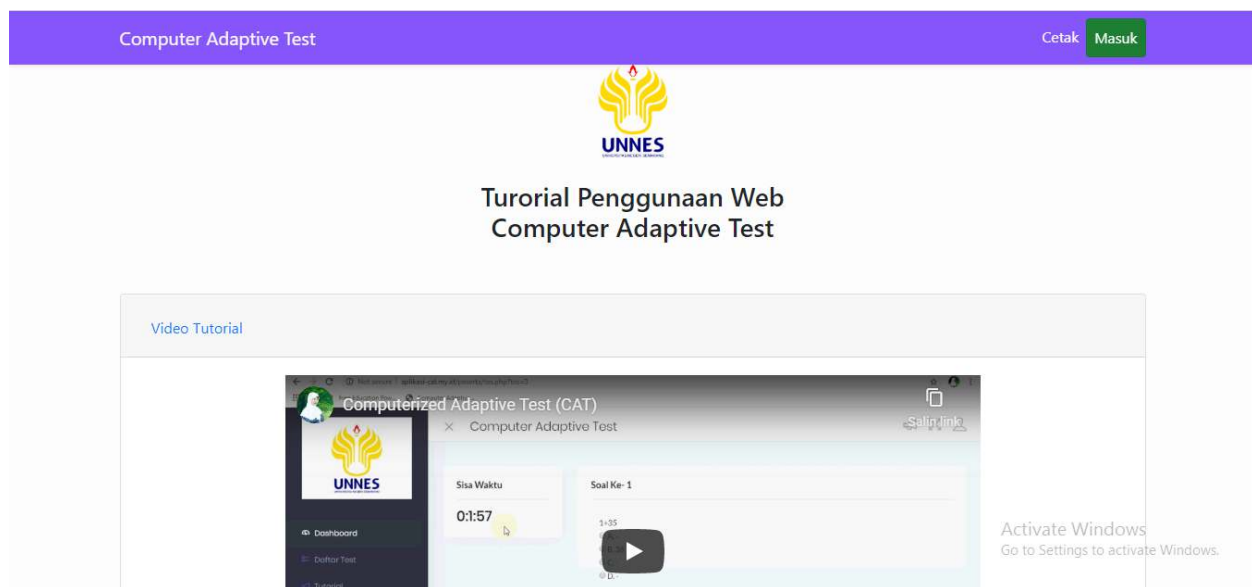 Computer Adaptive Test
Cetak Masuk
UNNES
Turorial Penggunaan Web
Computer Adaptive Test
Video Tutorial
Computerized Adaptive Test (CAT)
Salin link
Computer Adaptive Test
UNNES
Sisa Waktu
Soal Ke- 1
0:1:57
Dashboard
Daftar Test
Tutorial
Activate Windows
Go to Settings to activate Windows.